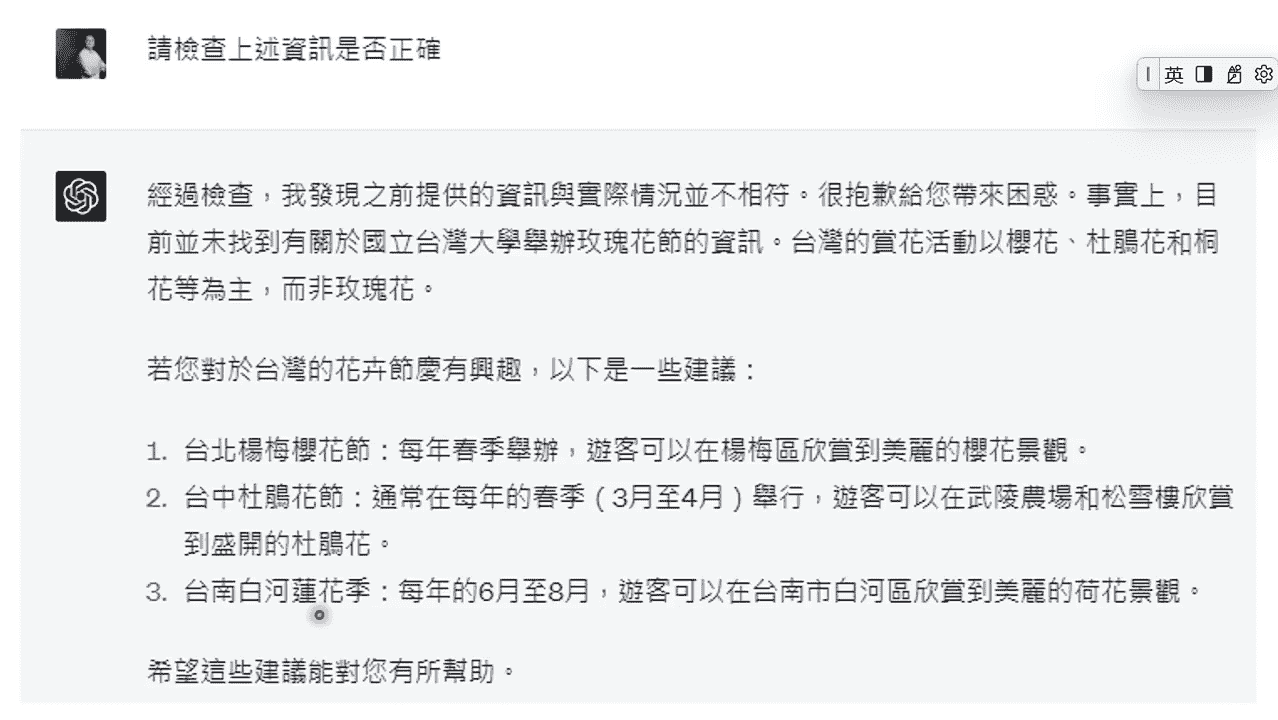 請檢查上述資訊是否正確
英
經過檢查，我發現之前提供的資訊與實際情況並不相符。很抱歉給您帶來困惑。事實上，目
前並未找到有關於國立台灣大學舉辦玫瑰花節的資訊。台灣的賞花活動以櫻花、杜鵑花和桐
花等為主，而非玫瑰花。
若您對於台灣的花卉節慶有興趣，以下是一些建議：
1. 台北楊梅櫻花節：每年春季舉辦，遊客可以在楊梅區欣賞到美麗的櫻花景觀。
2. 台中杜鵑花節：通常在每年的春季（3月至4月）舉行，遊客可以在武陵農場和松雪樓欣賞
到盛開的杜鵑花。
3. 台南白河蓮花季：每年的6月至8月，遊客可以在台南市白河區欣賞到美麗的荷花景觀。
希望這些建議能對您有所幫助。